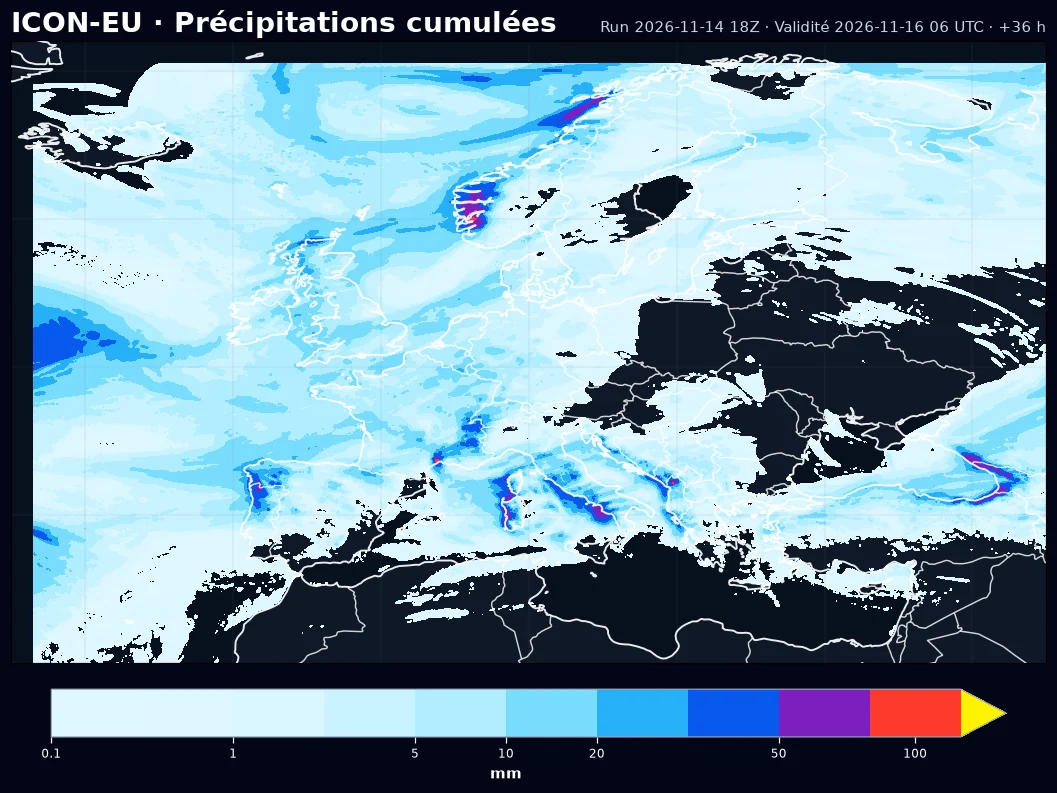 ICON-EU · Précipitations cumulées
Run 2026-11-14 18Z · Validité 2026-11-16 06 UTC · +36 h
0.1 1 5 10 20 50 100
mm